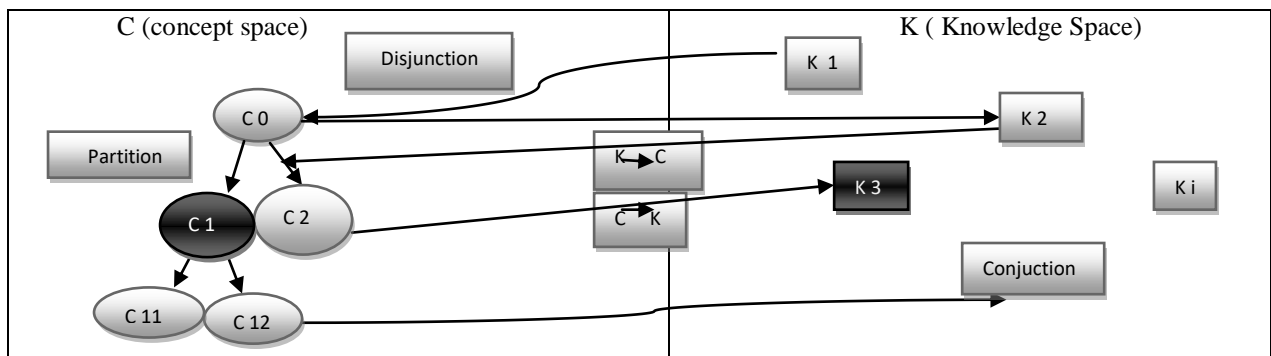 C (concept space)
K ( Knowledge Space)
Disjunction
K 1
C 0
K 2
Partition
K C
K 3
K i
C 1
C 2
C K
Conjuction
C 11
C 12